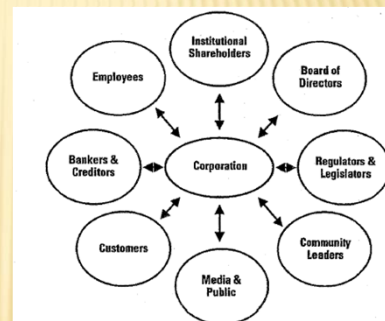 Institutional
Shareholders
Employees
Board of
Directors
Bankers &
Creditors
Corporation
Regulators &
Legislators
Customers
Community
Leaders
Media &
Public